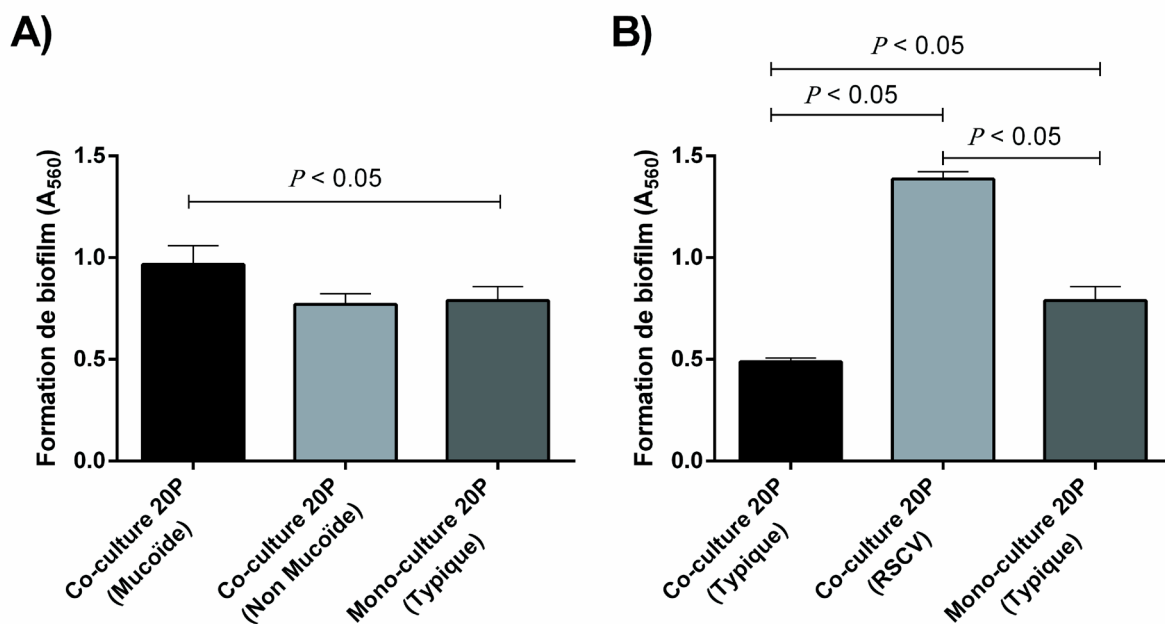 A)
P < 0.05
Formation de biofilm (A560)
1.5
1.0
0.5
0.0
Co-culture 20P
(Mucoïde)
Co-culture 20P
(Non Mucoïde)
Mono-culture 20P
(Typique)
B)
P < 0.05
P < 0.05
P < 0.05
Formation de biofilm (A560)
1.5
1.0
0.5
0.0
Co-culture 20P
(Typique)
Co-culture 20P
(RSCV)
Mono-culture 20P
(Typique)